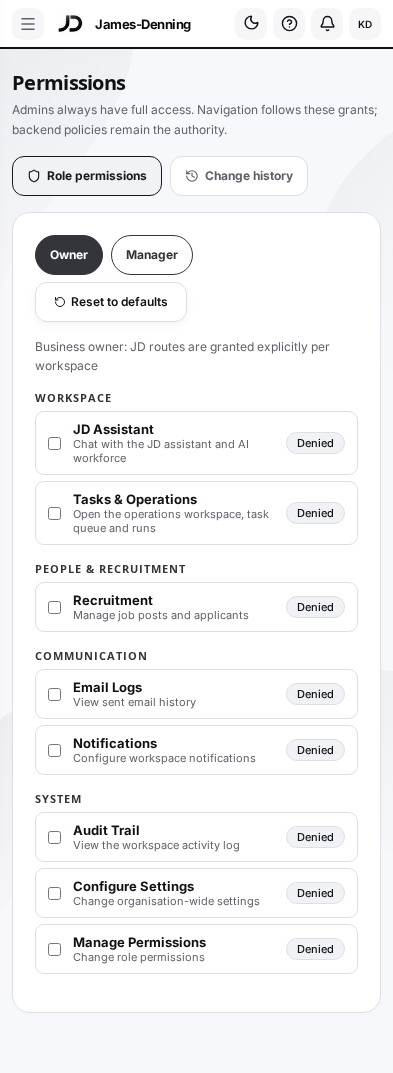 JD James-Denning KD
Permissions
Admins always have full access. Navigation follows these grants;
backend policies remain the authority.
Role permissions Change history
Owner Manager
Reset to defaults
Business owner: JD routes are granted explicitly per
workspace
WORKSPACE
JD Assistant
Chat with the JD assistant and AI
workforce
Denied
Tasks & Operations
Open the operations workspace, task
queue and runs
Denied
PEOPLE & RECRUITMENT
Recruitment
Manage job posts and applicants
Denied
COMMUNICATION
Email Logs
View sent email history
Denied
Notifications
Configure workspace notifications
Denied
SYSTEM
Audit Trail
View the workspace activity log
Denied
Configure Settings
Change organisation-wide settings
Denied
Manage Permissions
Change role permissions
Denied